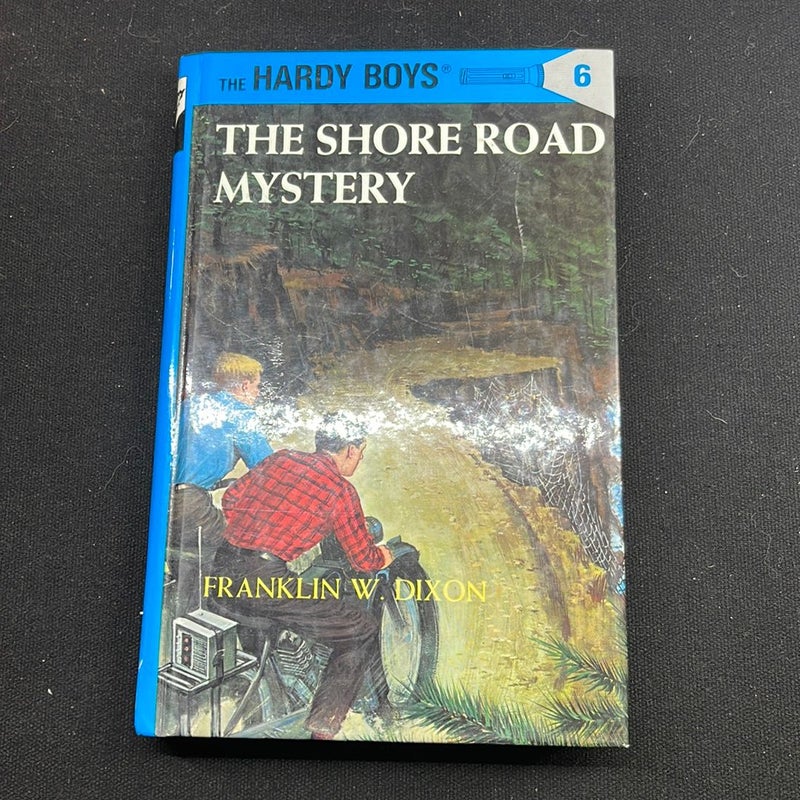 THE HARDY BOYS® 6
THE SHORE ROAD
MYSTERY
FRANKLIN W. DIXON